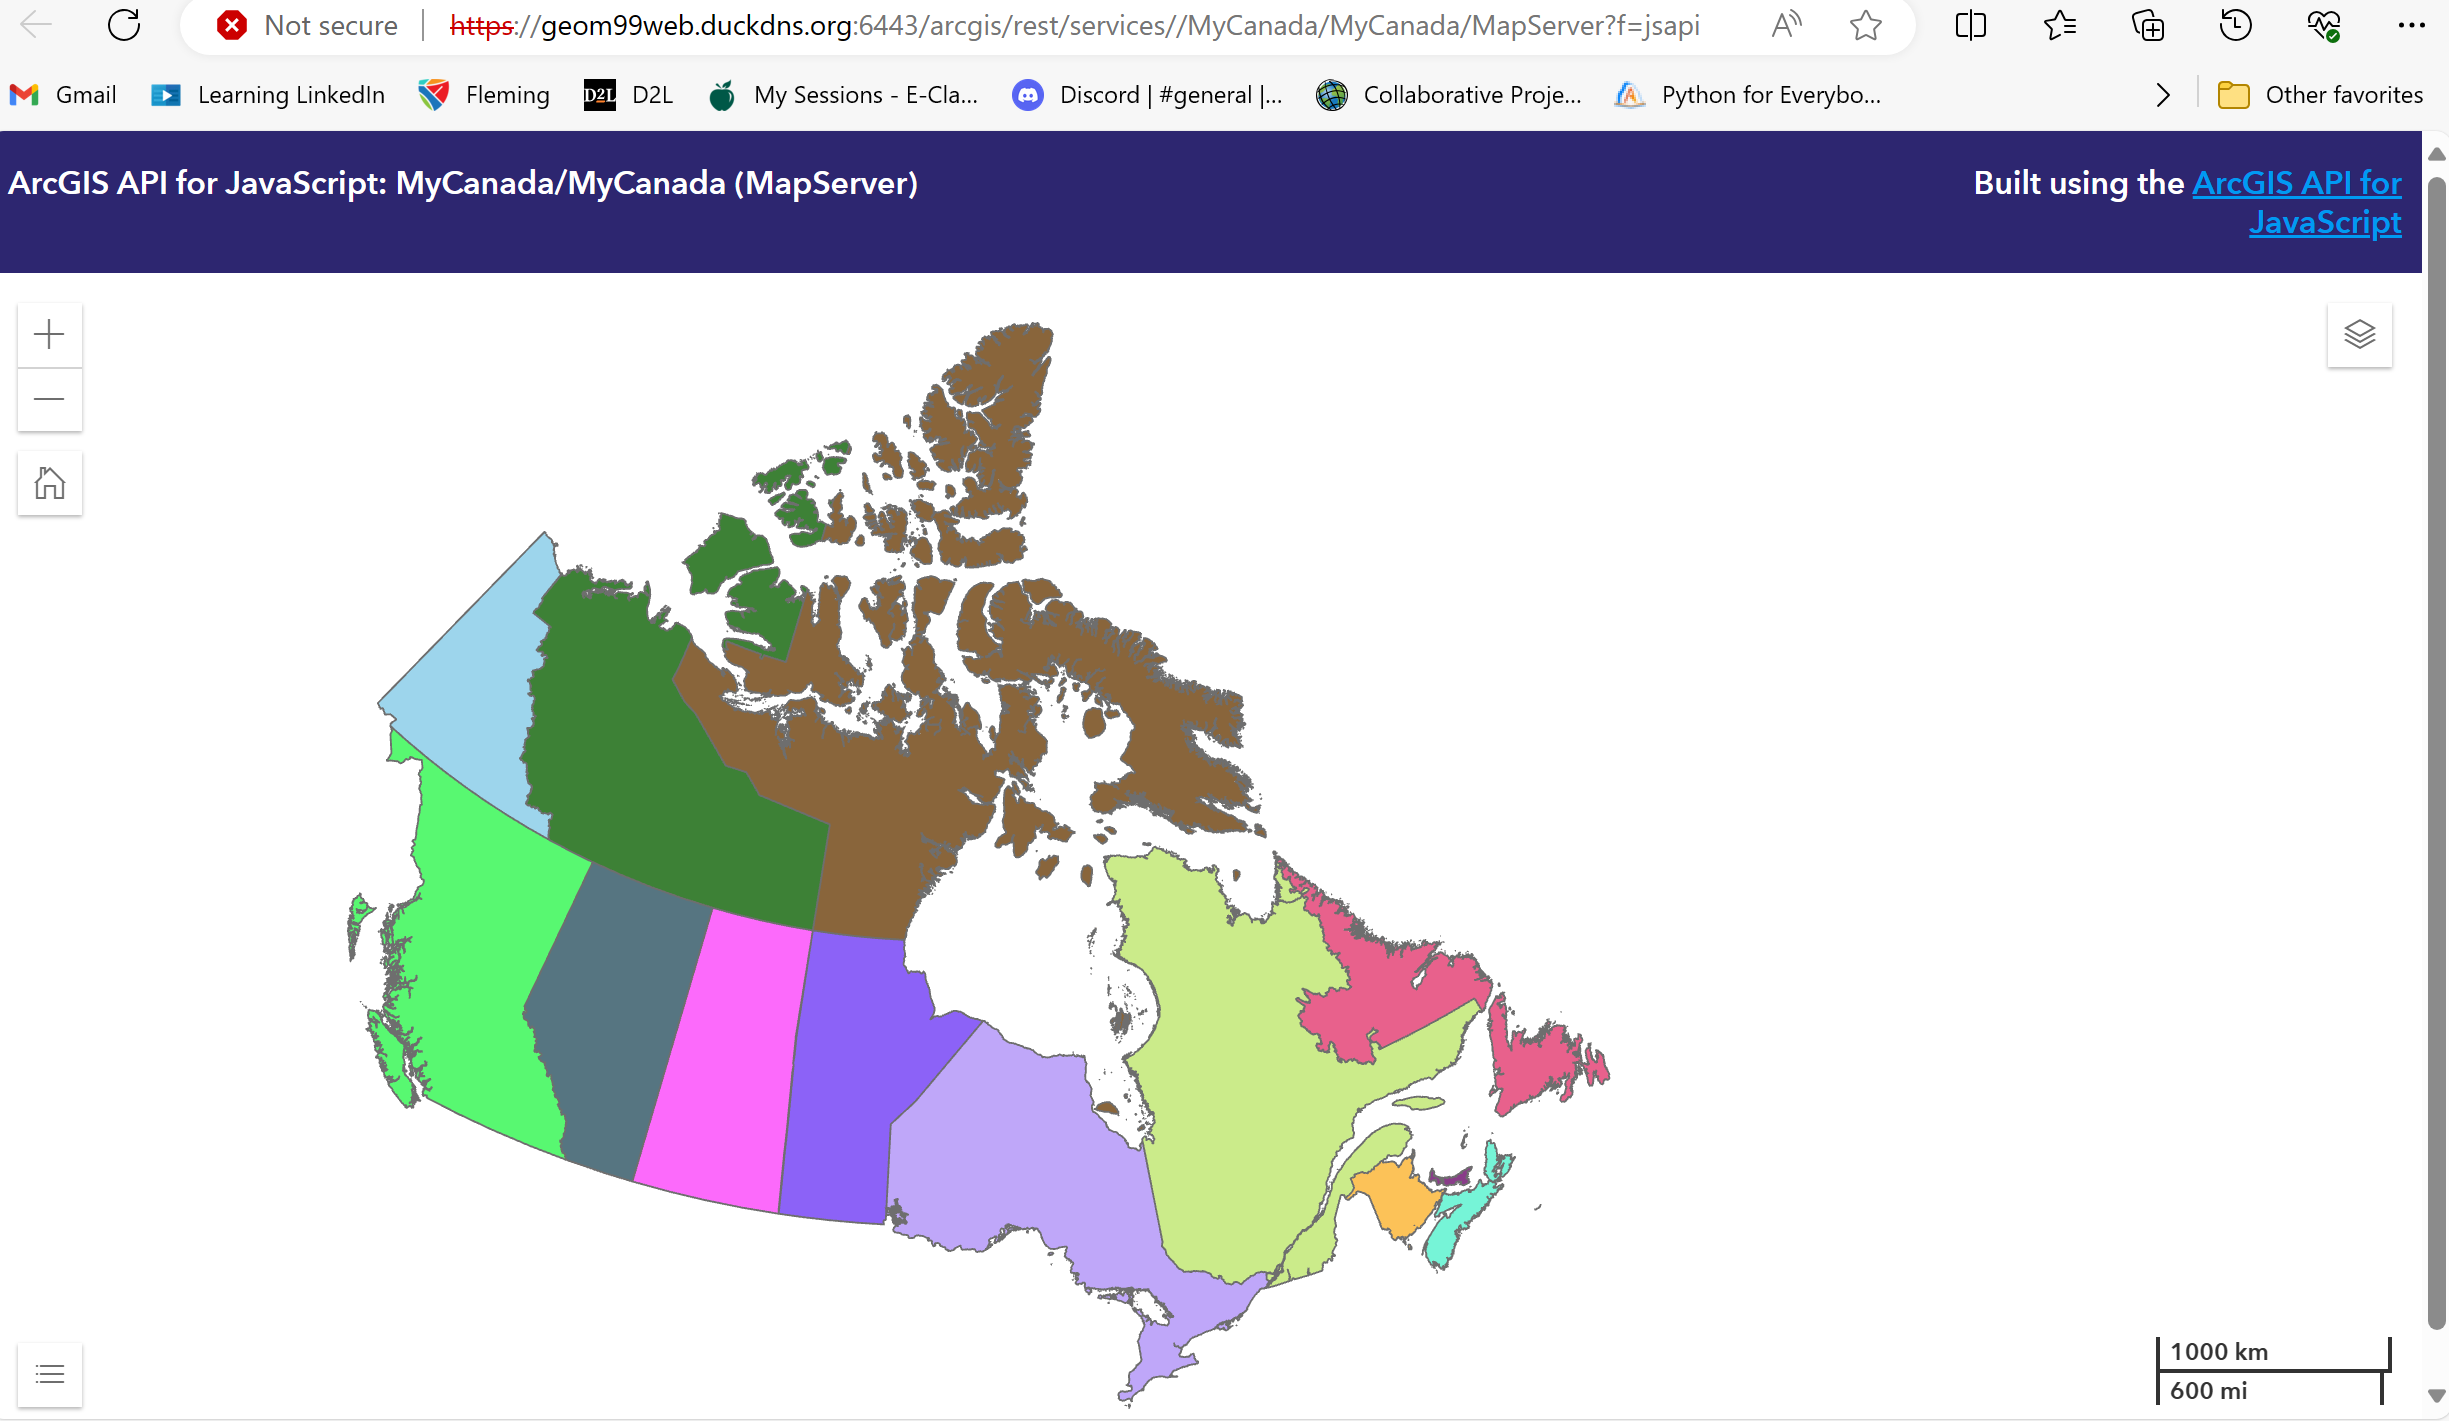 Not secure
https://geom99web.duckdns.org:6443/arcgis/rest/services//MyCanada/MyCanada/MapServer?f=jsapi
Gmail
Learning LinkedIn
Fleming
D2L
D2L
My Sessions - E-Cla...
Discord | #general |...
Collaborative Proje...
Python for Everybo...
Other favorites
ArcGIS API for JavaScript: MyCanada/MyCanada (MapServer)
Built using the ArcGIS API for
JavaScript
1000 km
600 mi